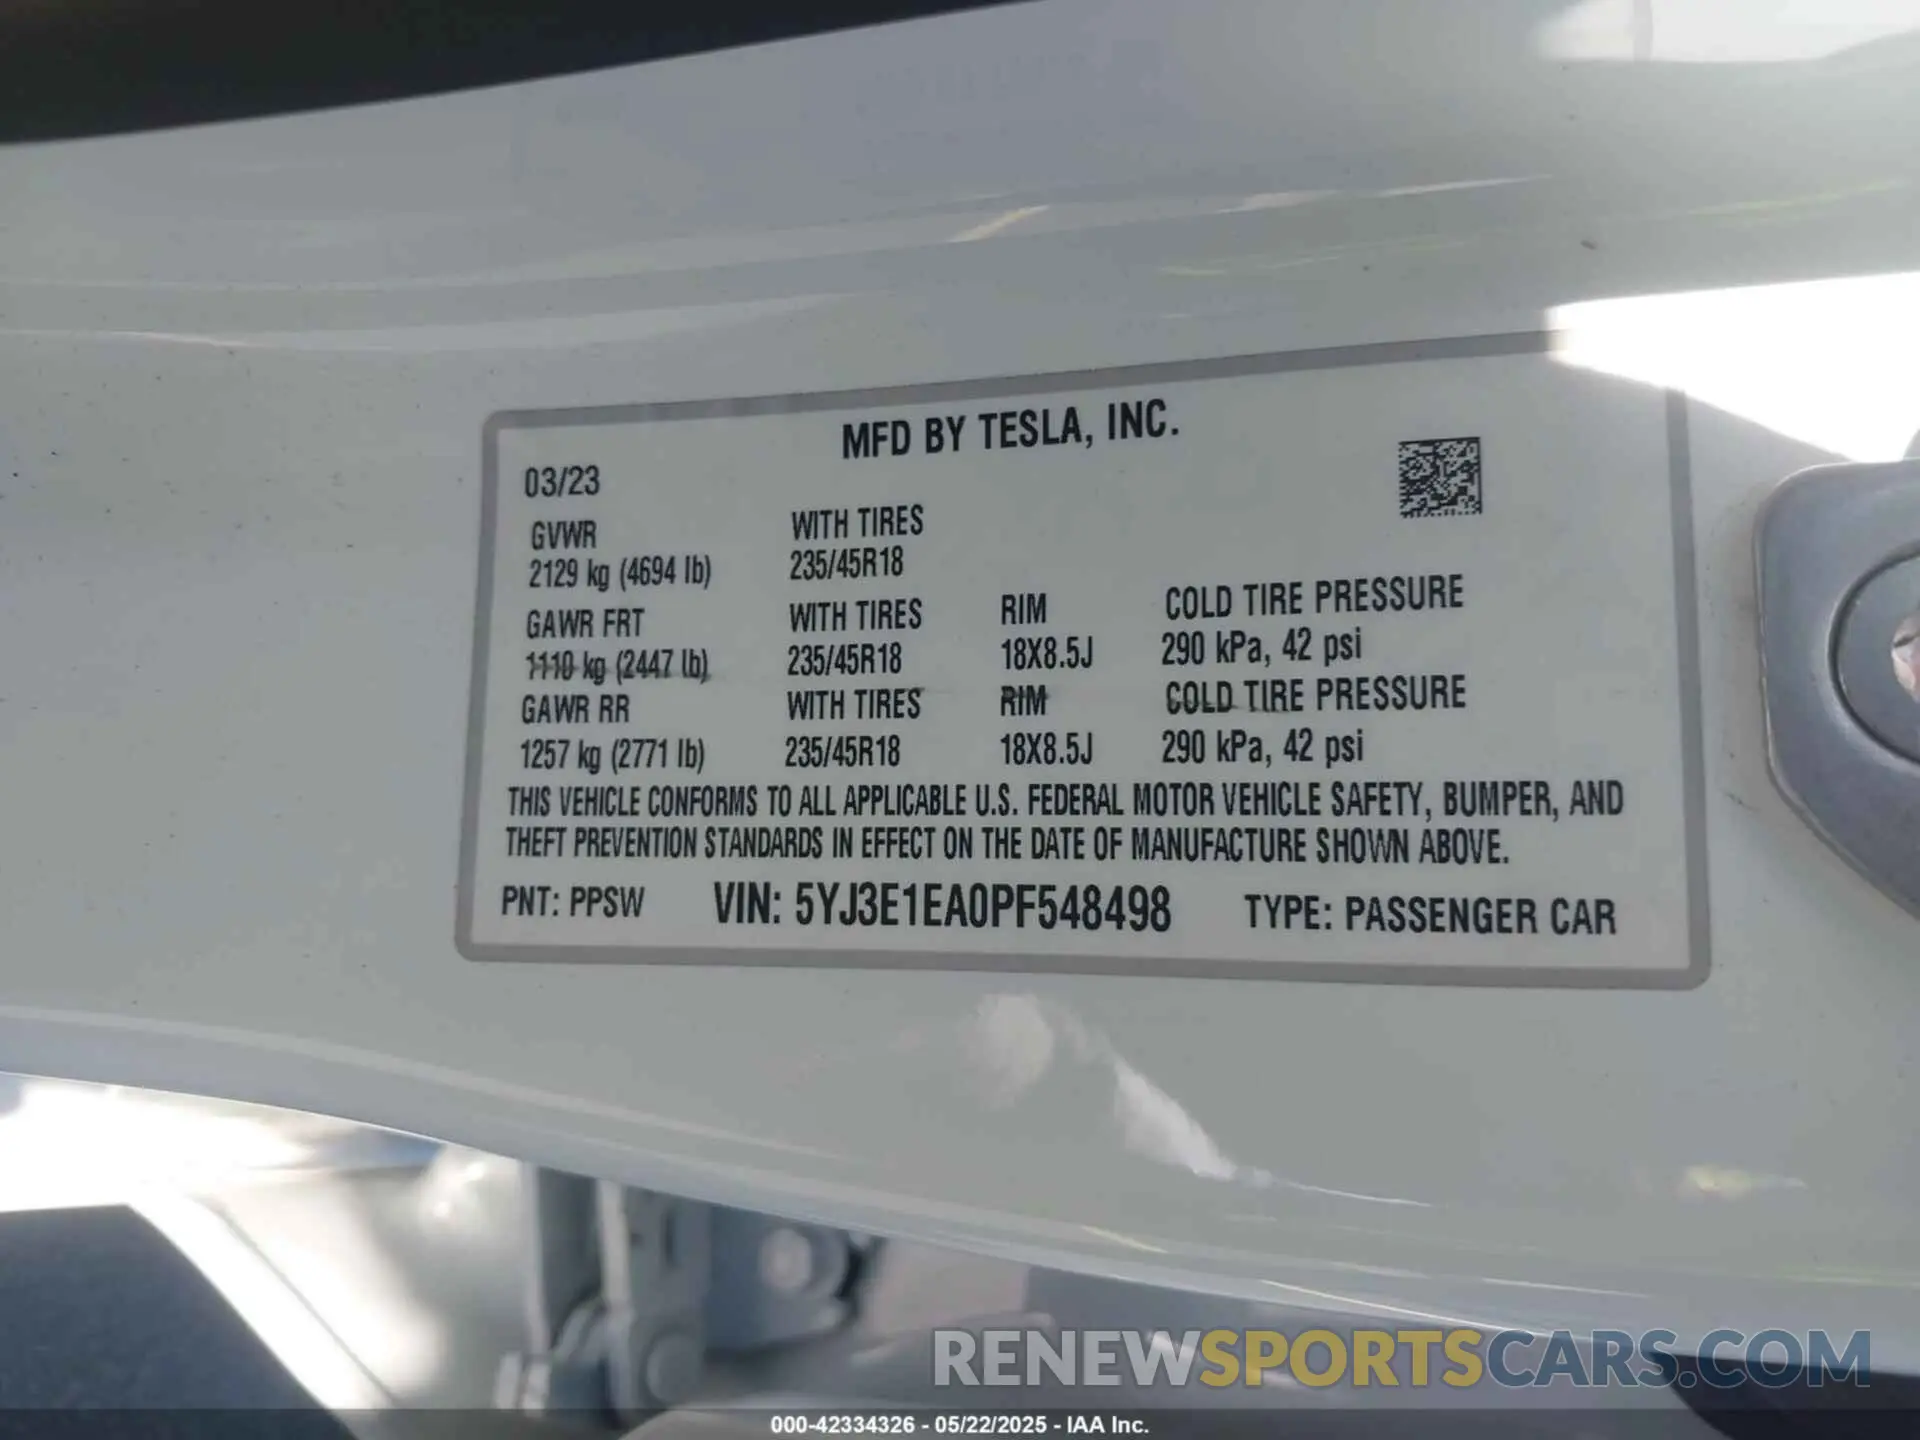 MFD BY TESLA, INC.
03/23
GVWR WITH TIRES
2129 kg (4694 lb) 235/45R18
GAWR FRT WITH TIRES RIM COLD TIRE PRESSURE
1110 kg (2447 lb) 235/45R18 18X8.5J 290 kPa, 42 psi
GAWR RR WITH TIRES RIM COLD TIRE PRESSURE
1257 kg (2771 lb) 235/45R18 18X8.5J 290 kPa, 42 psi
THIS VEHICLE CONFORMS TO ALL APPLICABLE U.S. FEDERAL MOTOR VEHICLE SAFETY, BUMPER, AND
THEFT PREVENTION STANDARDS IN EFFECT ON THE DATE OF MANUFACTURE SHOWN ABOVE.
PNT: PPSW VIN: 5YJ3E1EA0PF548498 TYPE: PASSENGER CAR
RENEWSPORTSCARS.COM
000-42334326 - 05/22/2025 - IAA Inc.